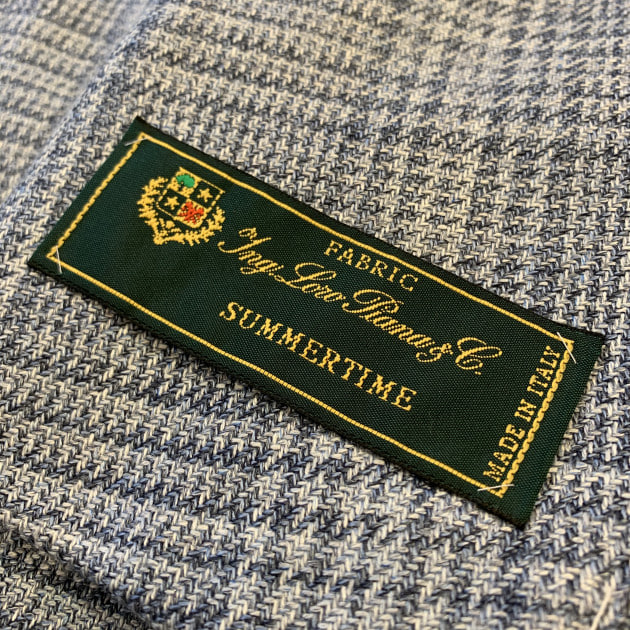 FABRIC
Ing. Loro Piana & C.
SUMMERTIME
MADE IN ITALY